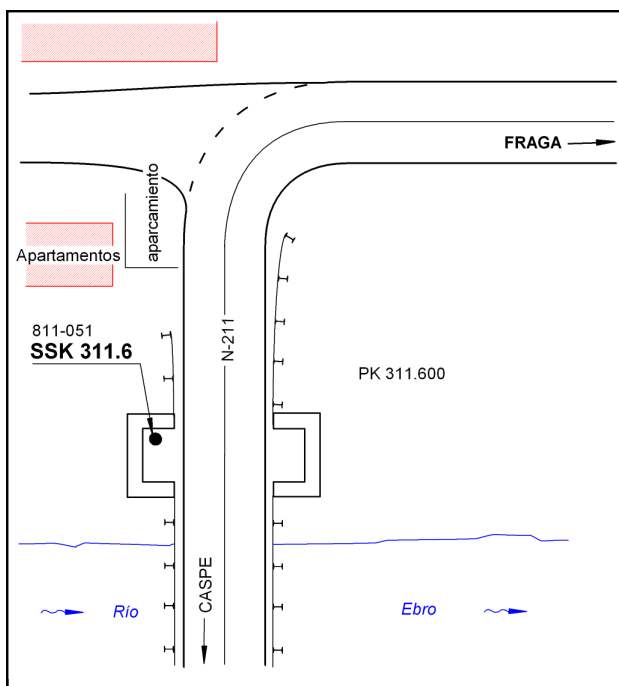 FRAGA
aparcamiento
Apartamentos
811-051
SSK 311.6
N-211
PK 311.600
CASPE
Río
Ebro